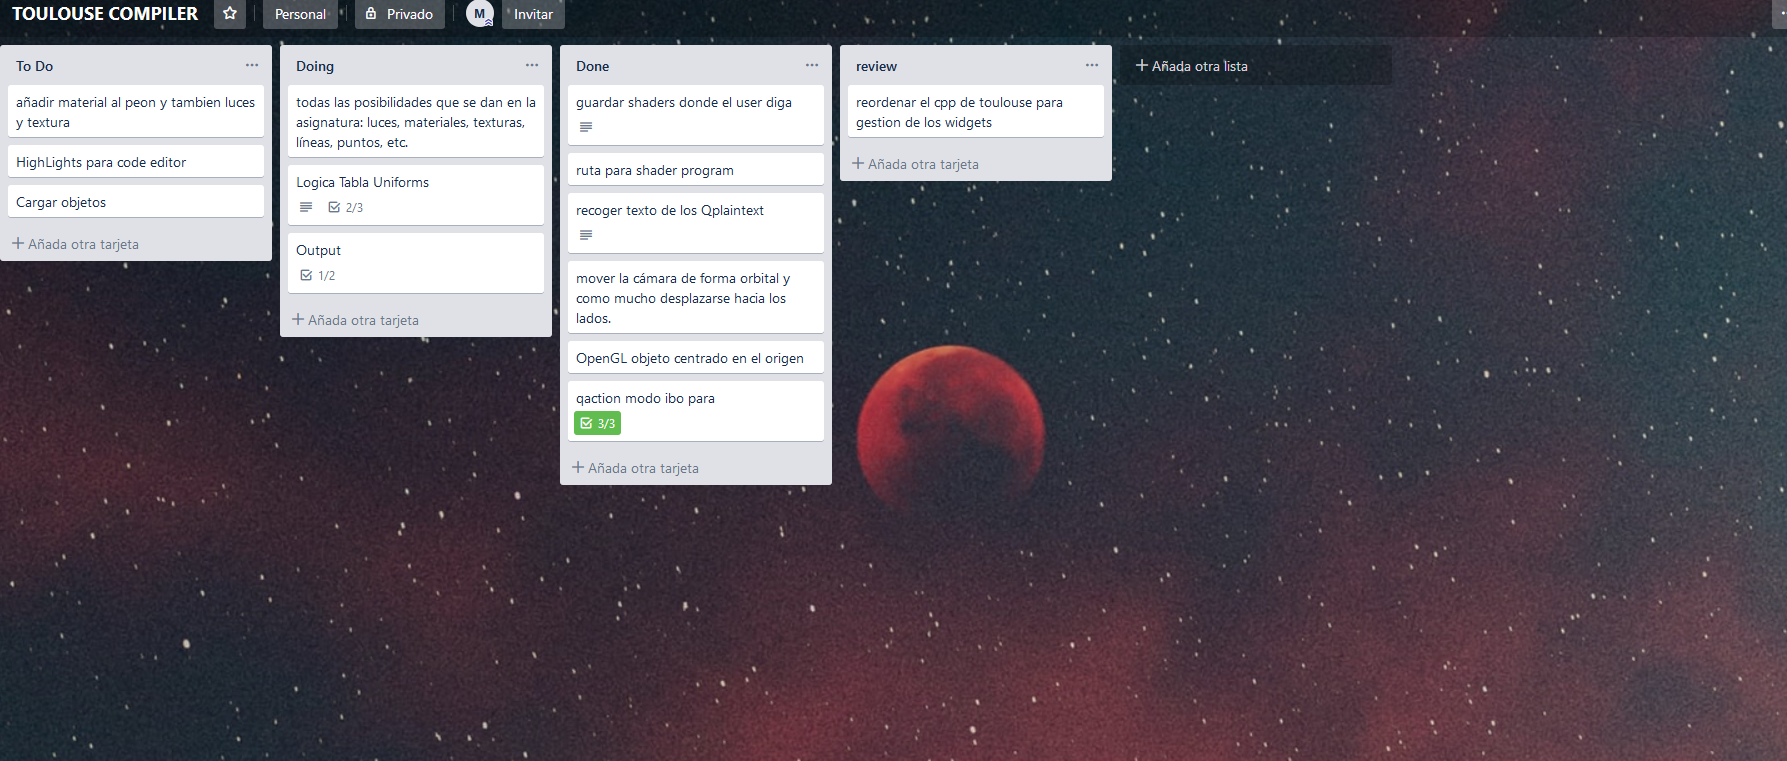 TOULOUSE COMPILER
Personal
Privado
M
Invitar
To Do
añadir material al peon y tambien luces
y textura
HighLights para code editor
Cargar objetos
+ Añada otra tarjeta
Doing
todas las posibilidades que se dan en la
asignatura: luces, materiales, texturas,
líneas, puntos, etc.
Logica Tabla Uniforms
2/3
Output
1/2
+ Añada otra tarjeta
Done
guardar shaders donde el user diga
ruta para shader program
recoger texto de los Qplaintext
mover la cámara de forma orbital y
como mucho desplazarse hacia los
lados.
OpenGL objeto centrado en el origen
qaction modo ibo para
3/3
+ Añada otra tarjeta
review
reordenar el cpp de toulouse para
gestion de los widgets
+ Añada otra tarjeta
+ Añada otra lista